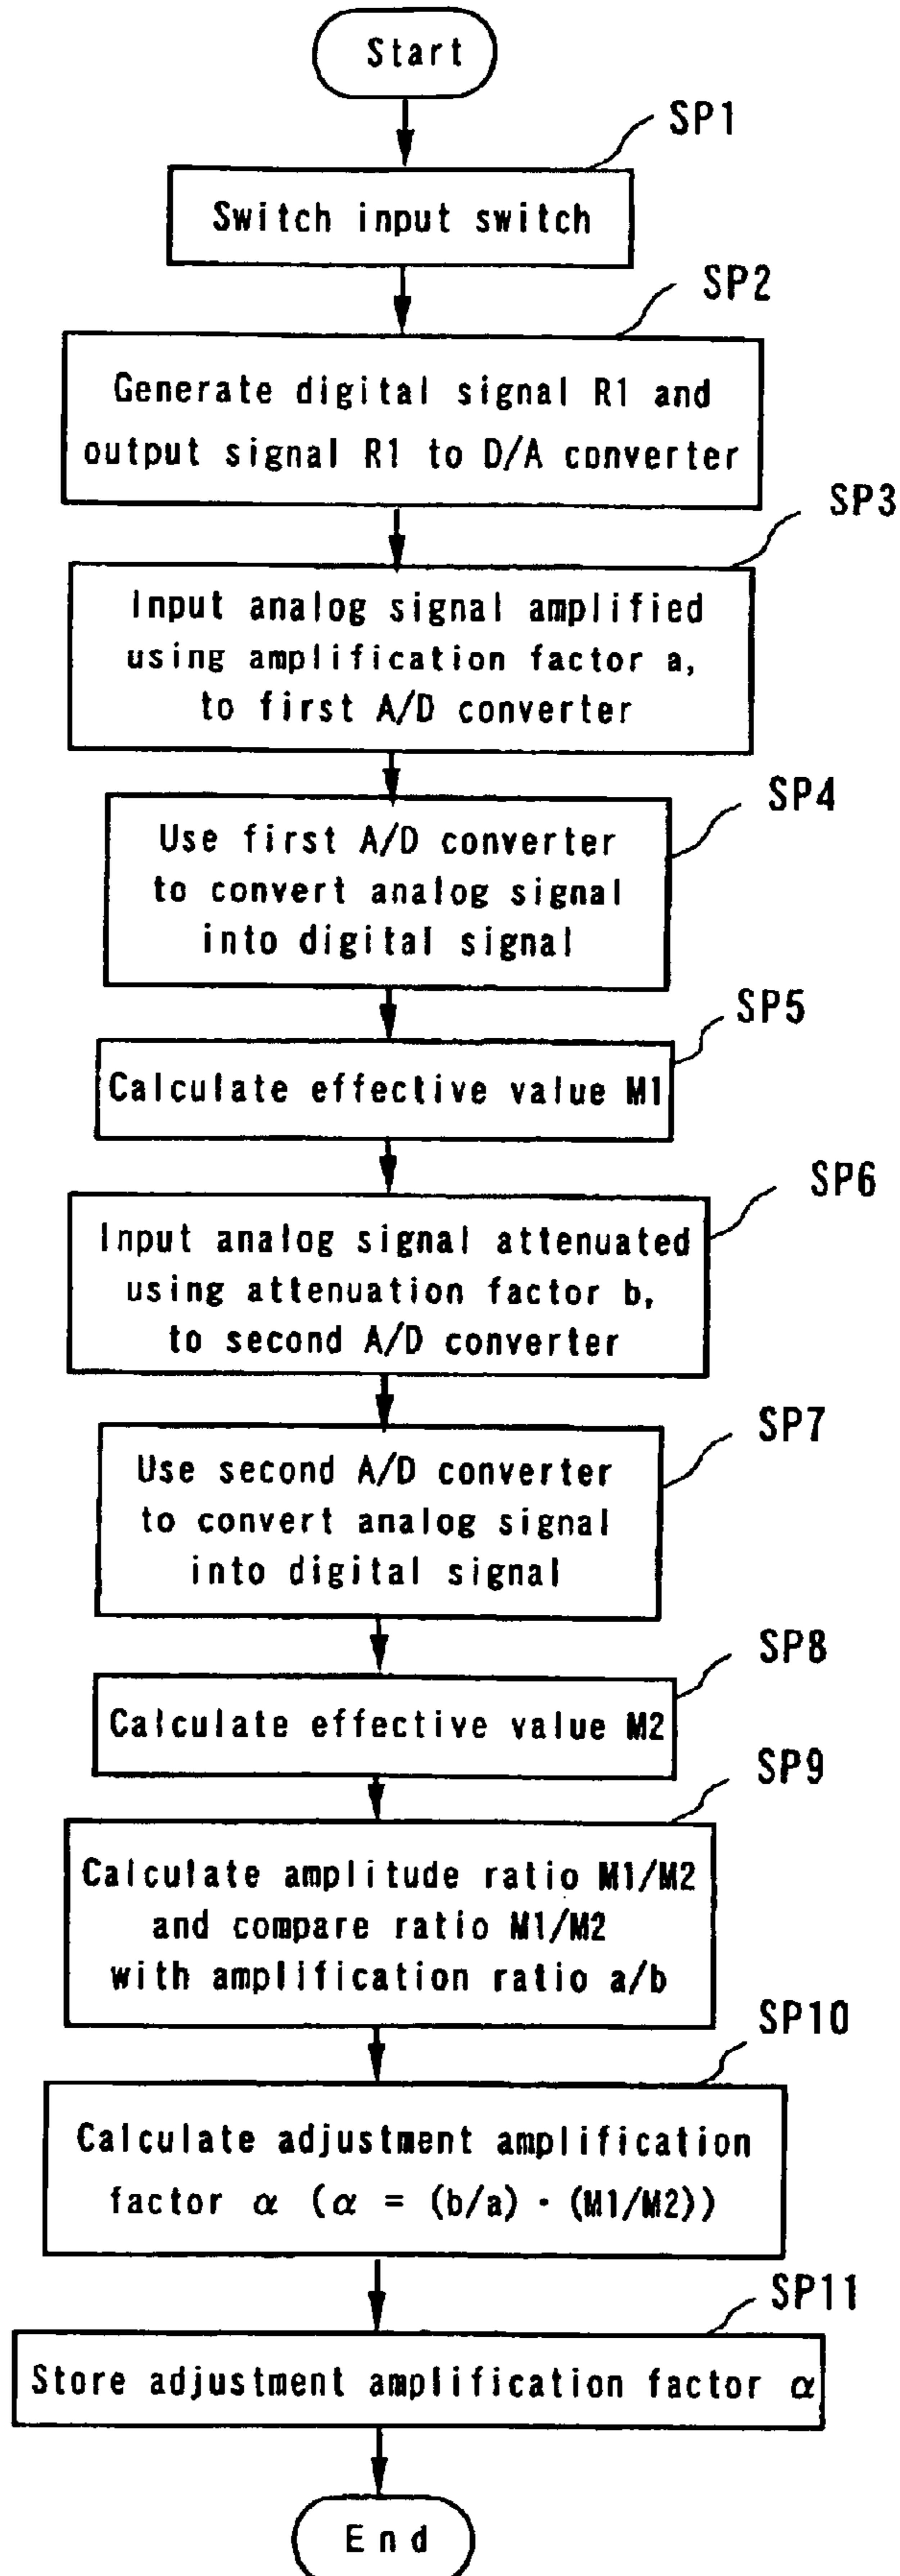 Start
SP1
Switch input switch
SP2
Generate digital signal R1 and
output signal R1 to D/A converter
SP3
Input analog signal amplified
using amplification factor a,
to first A/D converter
SP4
Use first A/D converter
to convert analog signal
into digital signal
SP5
Calculate effective value M1
SP6
Input analog signal attenuated
using attenuation factor b,
to second A/D converter
SP7
Use second A/D converter
to convert analog signal
into digital signal
SP8
Calculate effective value M2
SP9
Calculate amplitude ratio M1/M2
and compare ratio M1/M2
with amplification ratio a/b
SP10
Calculate adjustment amplification
factor α (α = (b/a) · (M1/M2))
SP11
Store adjustment amplification factor α
End